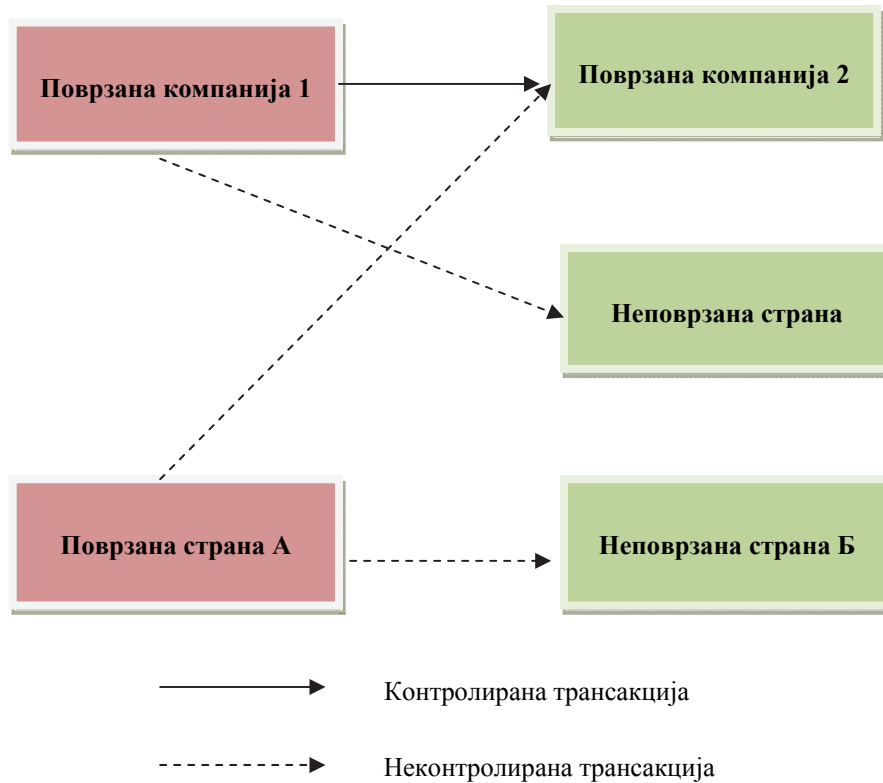 Поврзана компанија 1
Поврзана компанија 2
Неповрзана страна
Поврзана страна А
Неповрзана страна Б
Контролирана трансакција
Неконтролирана трансакција